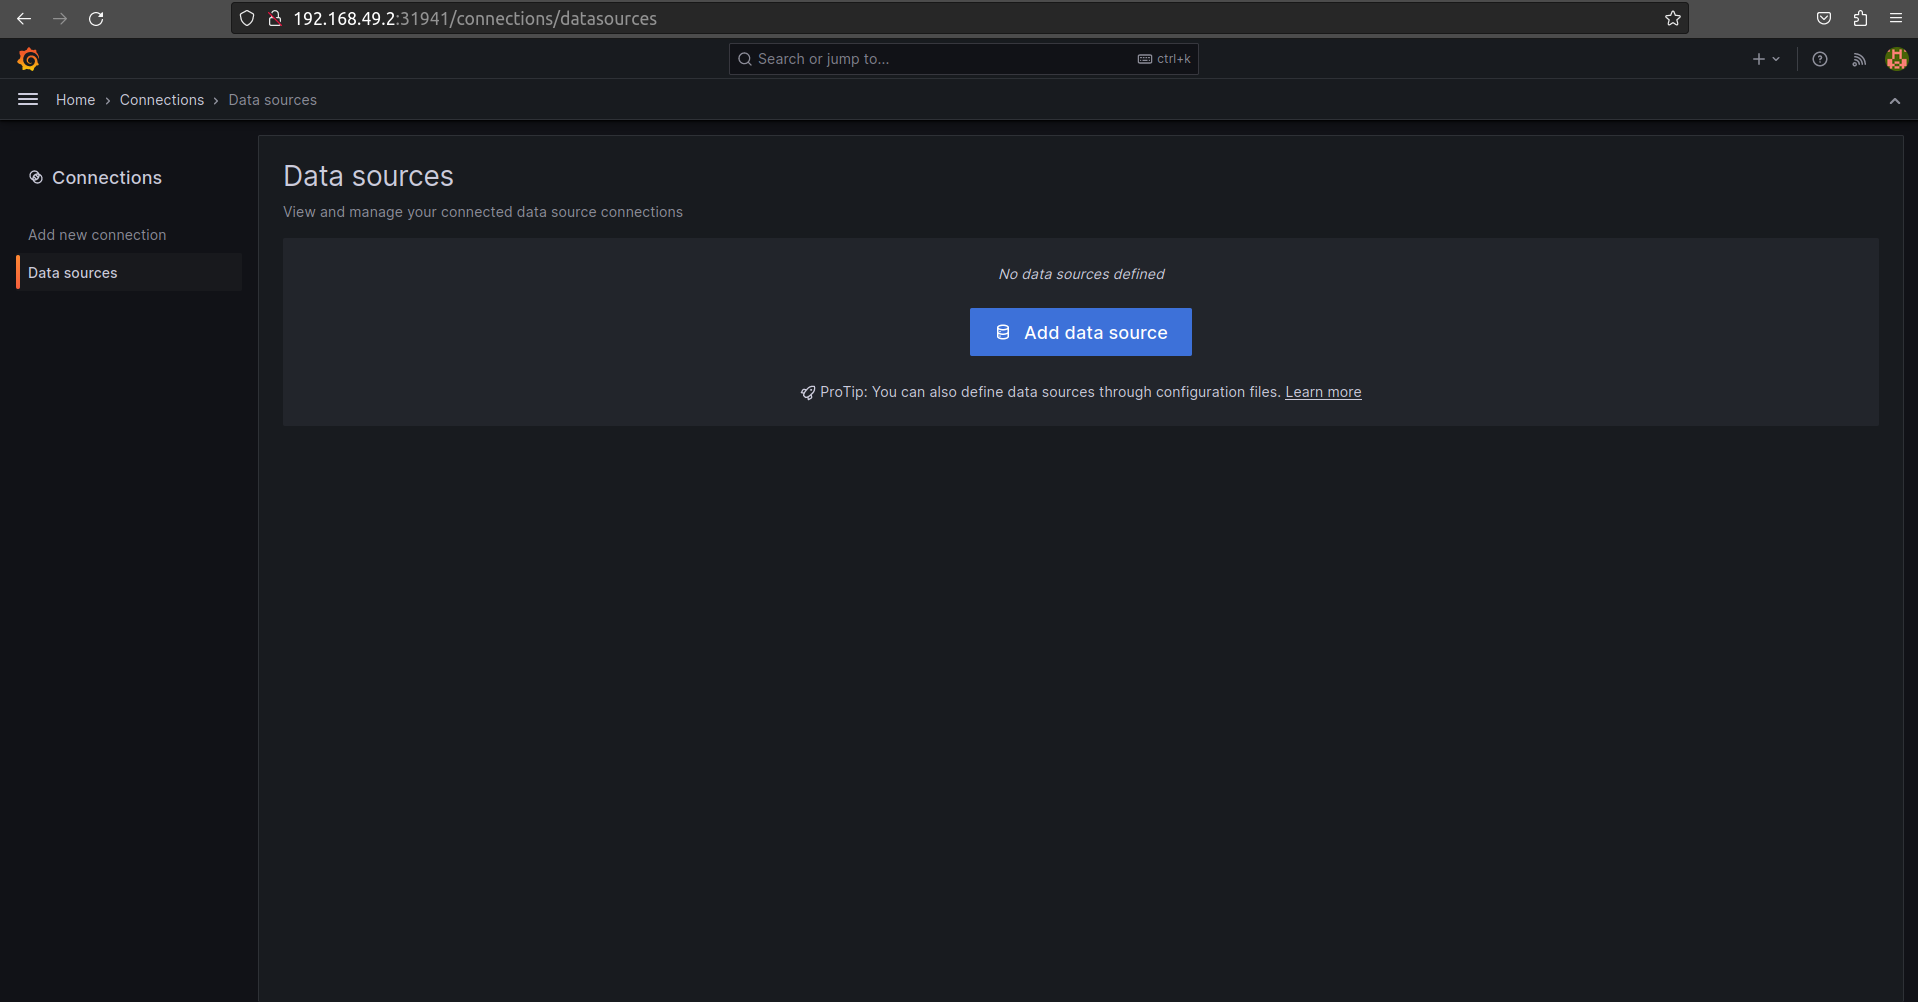 192.168.49.2:31941/connections/datasources
Search or jump to...
ctrl+k
Home › Connections › Data sources
Connections
Add new connection
Data sources
Data sources
View and manage your connected data source connections
No data sources defined
Add data source
ProTip: You can also define data sources through configuration files. Learn more